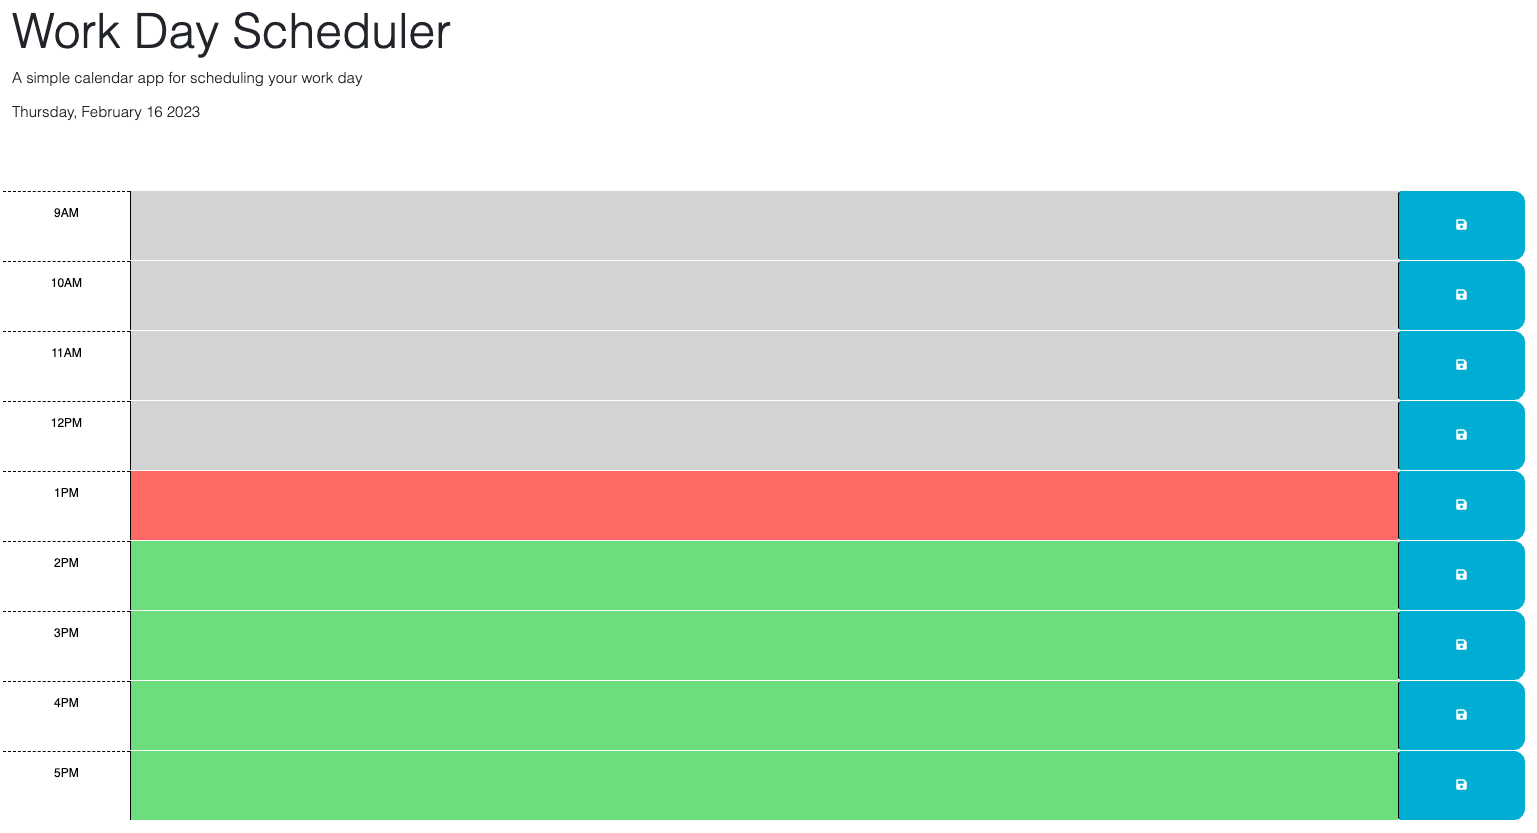 Work Day Scheduler
A simple calendar app for scheduling your work day
Thursday, February 16 2023
9AM
10AM
11AM
12PM
1PM
2PM
3PM
4PM
5PM